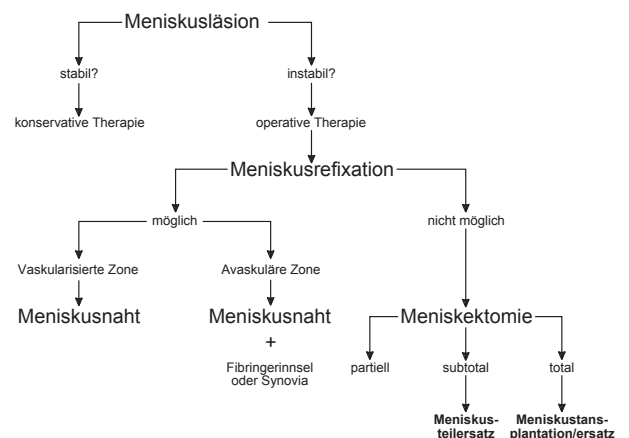 Meniskusläsion
stabil?
instabil?
konservative Therapie
operative Therapie
Meniskusrefixation
möglich
nicht möglich
Vaskularisierte Zone
Avaskuläre Zone
Meniskusnaht
Meniskusnaht
+
Fibringerinnsel
oder Synovia
Meniskektomie
partiell
subtotal
total
Meniskus-
teilersatz
Meniskustans-
plantation/ersatz